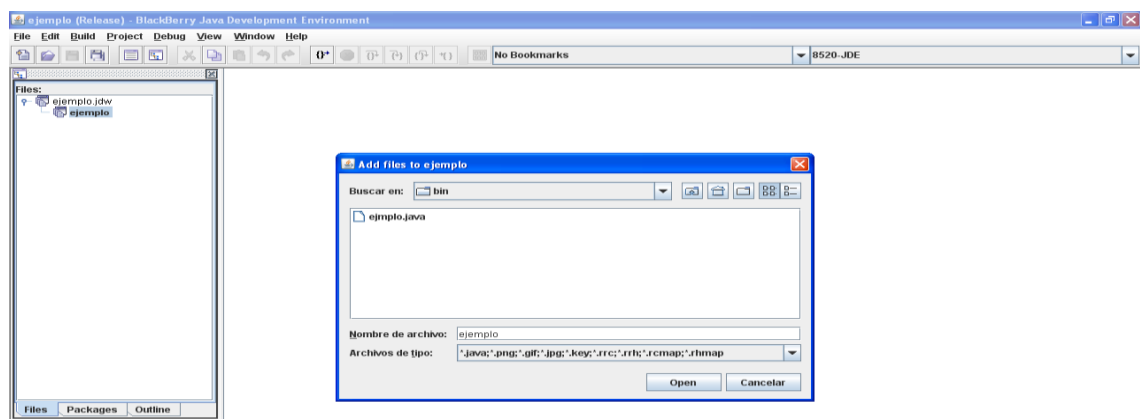 ejemplo (Release) - BlackBerry Java Development Environment
File Edit Build Project Debug View Window Help
No Bookmarks 8520-JDE
Files:
ejemplo.jdw
ejemplo
Add files to ejemplo
Buscar en: bin
ejmplo.java
Nombre de archivo: ejemplo
Archivos de tipo: *.java;*.png;*.gif;*.jpg;*.key;*.rrc;*.rrh;*.rcmap;*.rhmap
Open Cancelar
Files Packages Outline